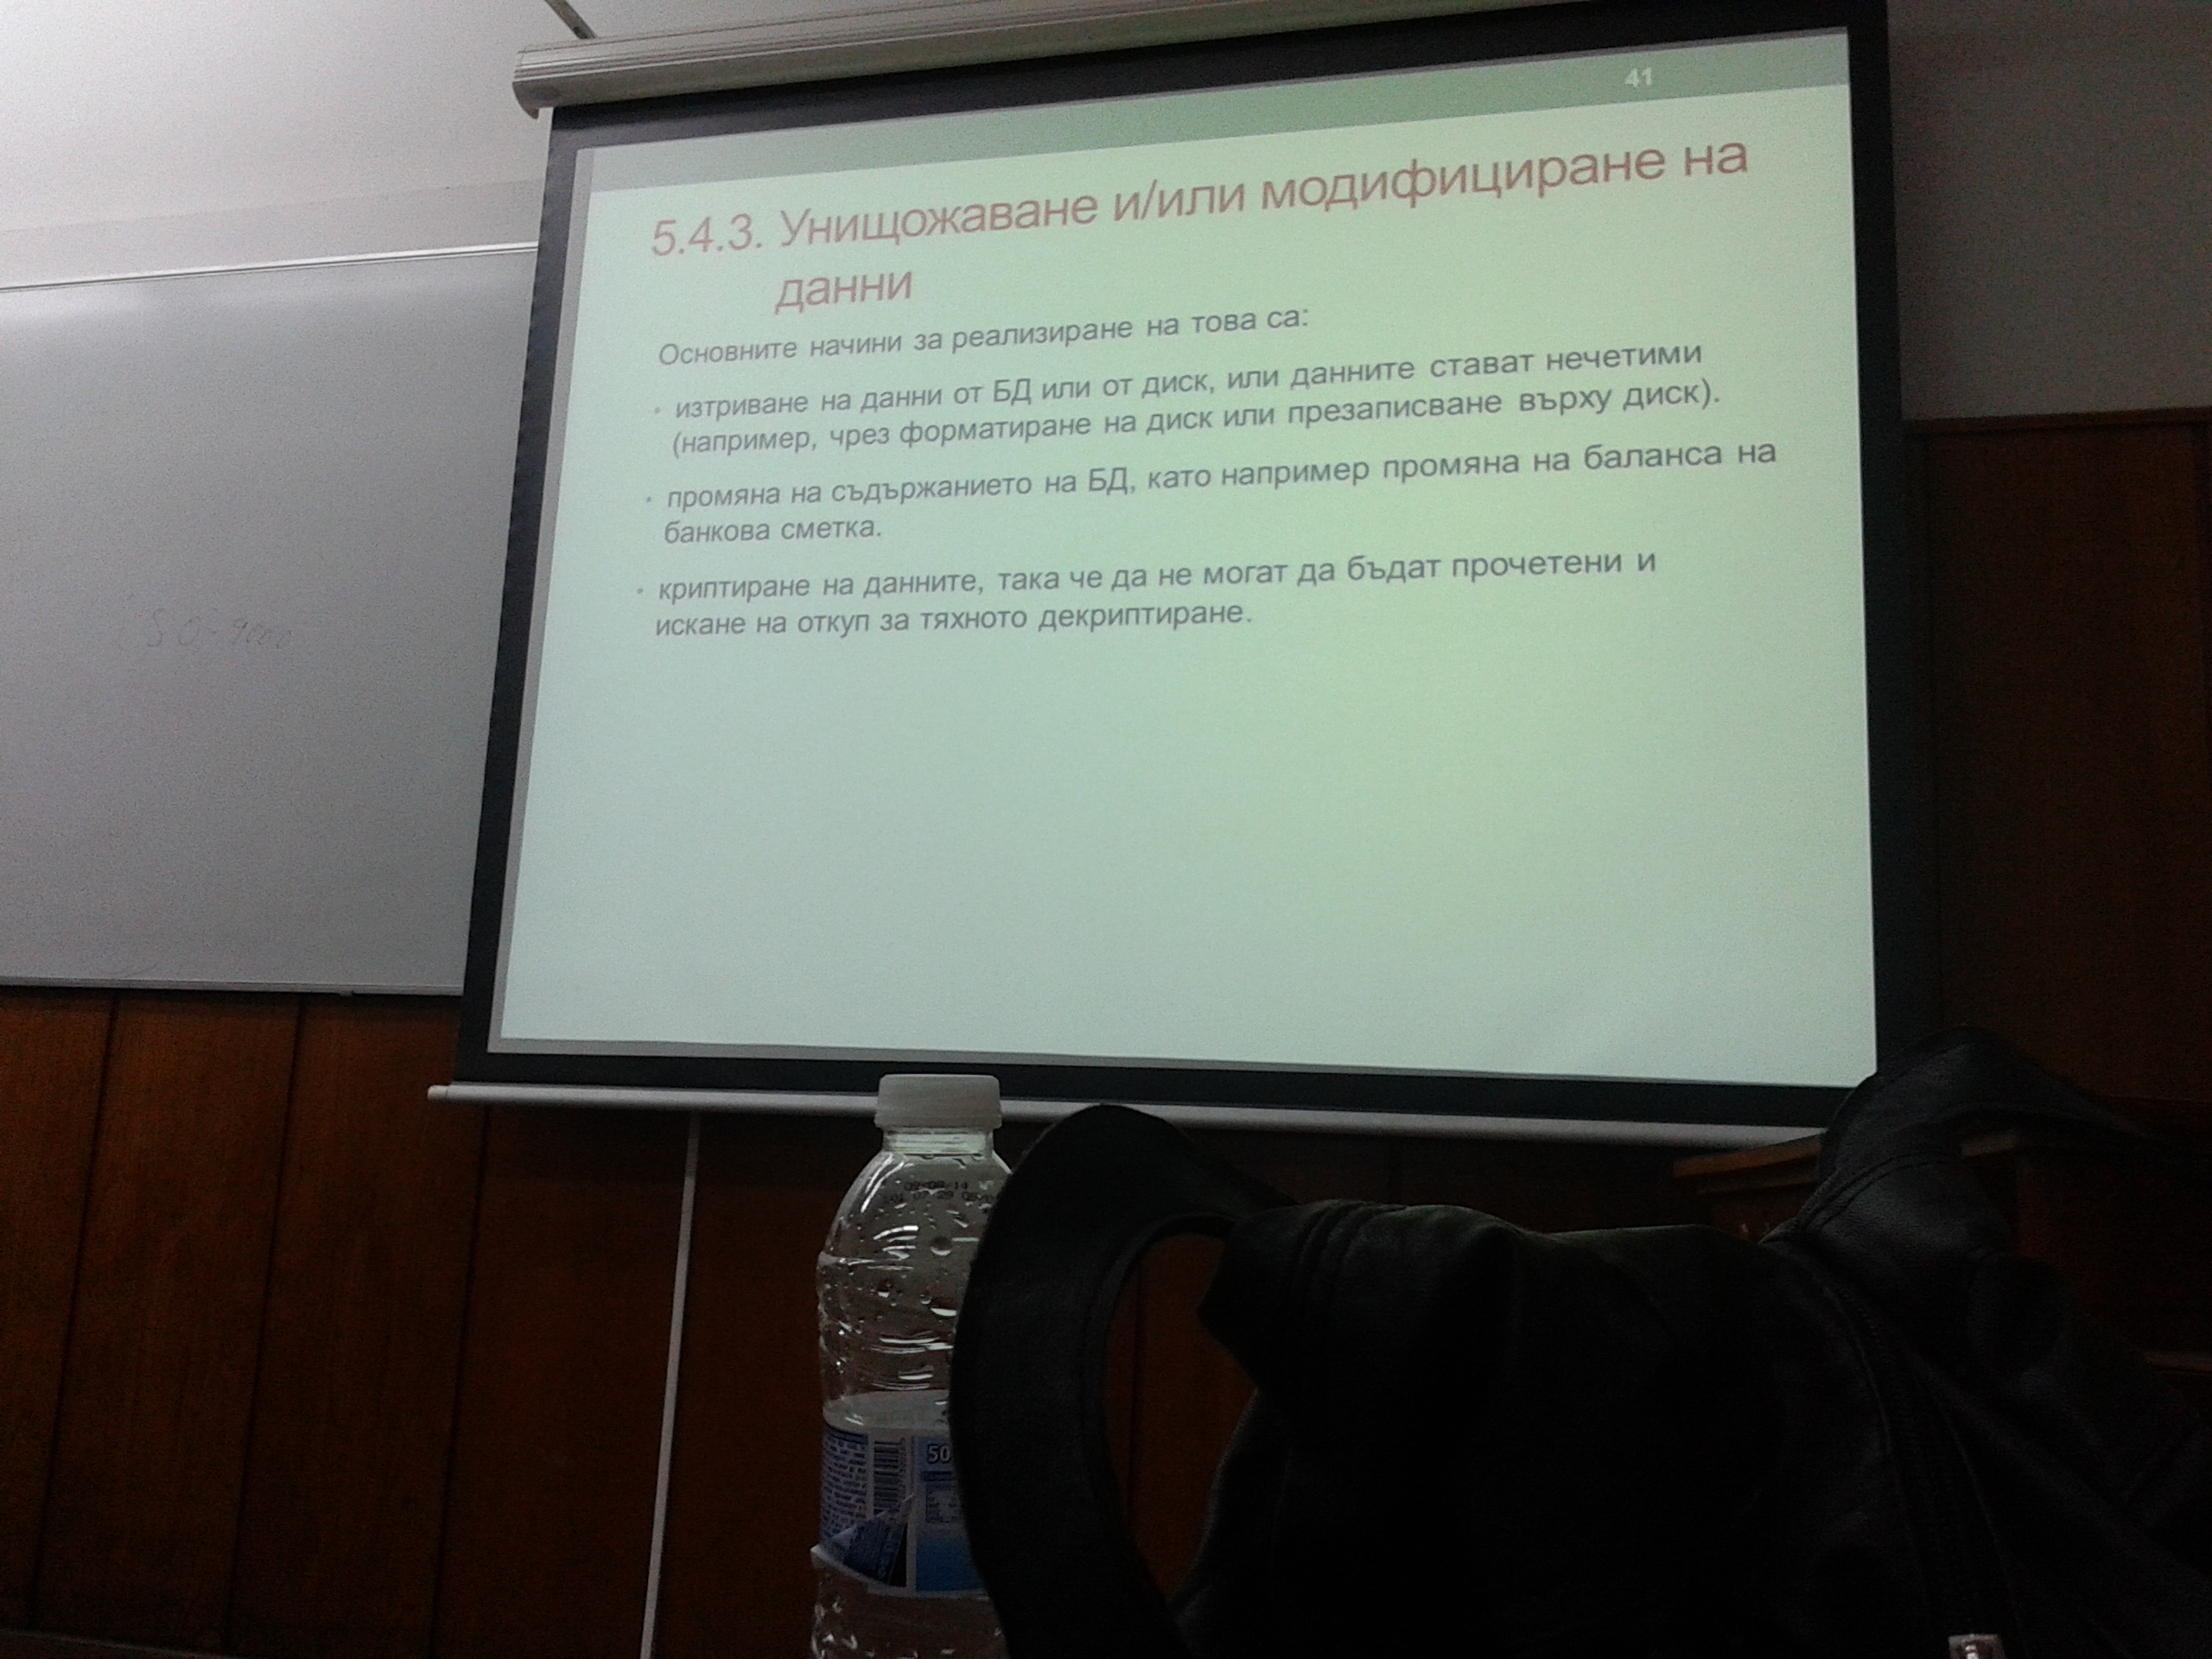 41
5.4.3. Унищожаване и/или модифициране на
данни
Основните начини за реализиране на това са:
• изтриване на данни от БД или от диск, или данните стават нечетими
(например, чрез форматиране на диск или презаписване върху диск).
• промяна на съдържанието на БД, като например промяна на баланса на
банкова сметка.
• криптиране на данните, така че да не могат да бъдат прочетени и
искане на откуп за тяхното декриптиране.
50